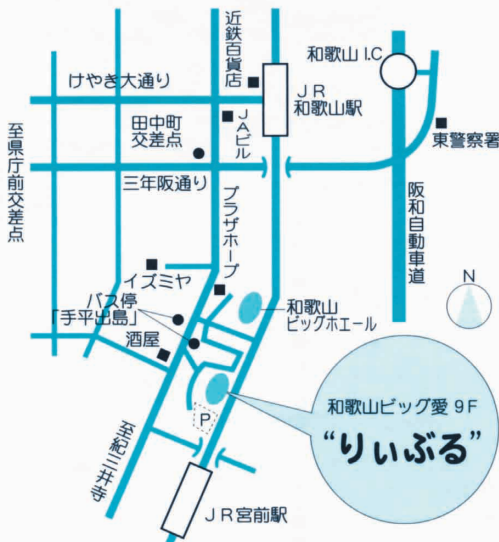 近鉄百貨店
和歌山 I.C
けやき大通り
JR
和歌山駅
JAビル
田中町
交差点
東警察署
至県庁前交差点
三年阪通り
阪和自動車道
プラザホープ
イズミヤ
N
バス停
「手平出島」
和歌山
ビッグホエール
酒屋
和歌山ビッグ愛 9F
“りぃぶる”
P
至紀三井寺
JR宮前駅